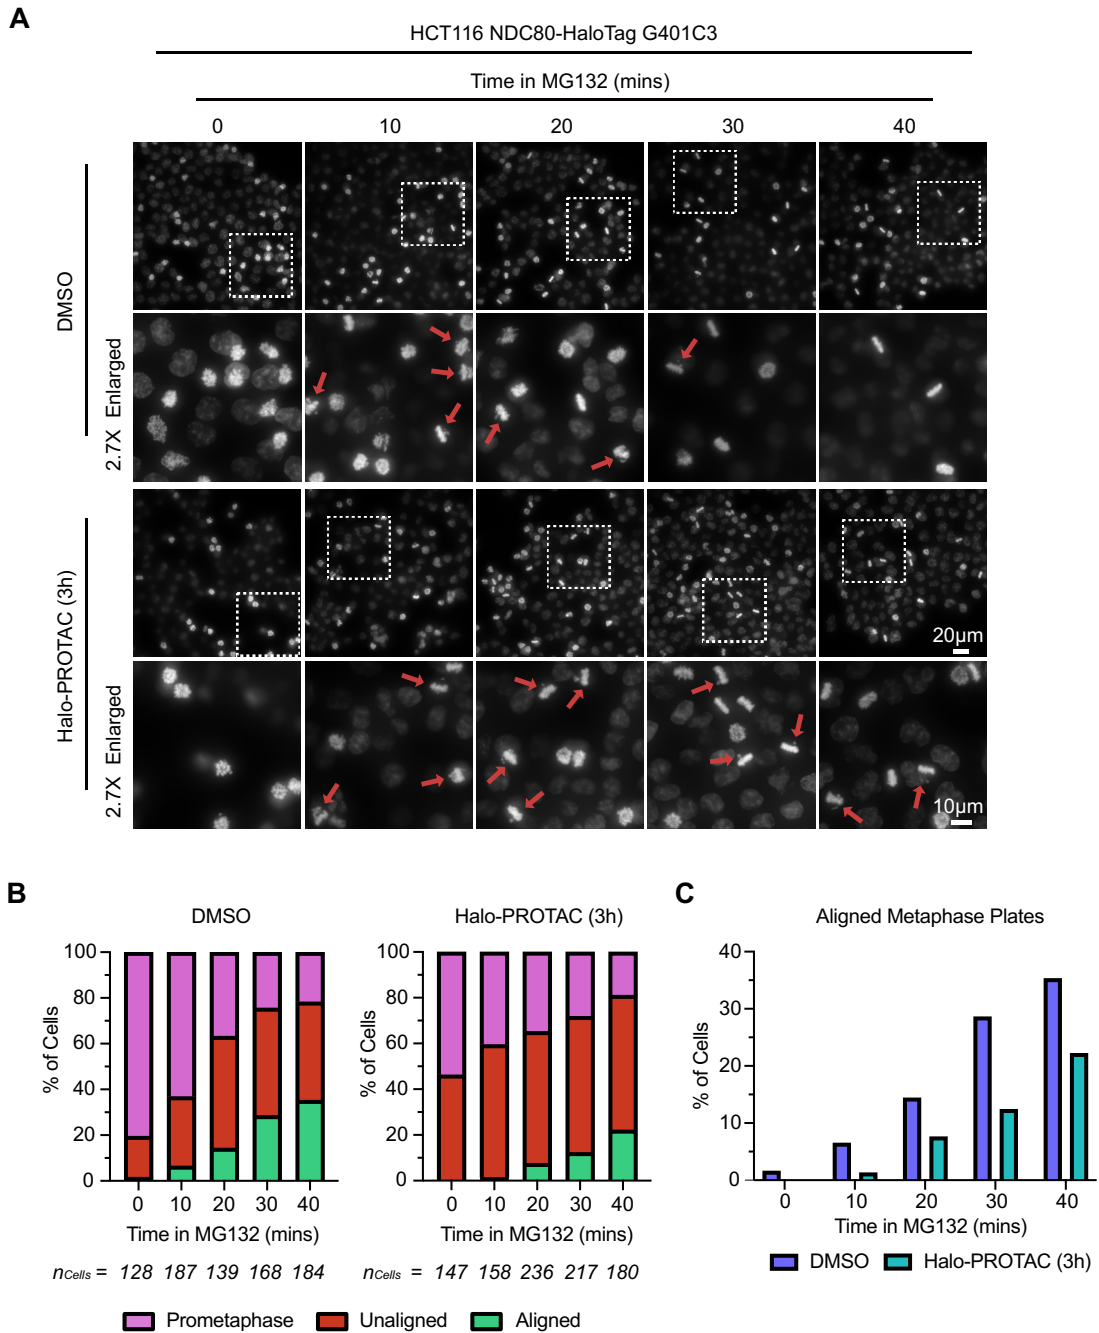 A
HCT116 NDC80-HaloTag G401C3
Time in MG132 (mins)
0 10 20 30 40
DMSO
2.7X Enlarged
Halo-PROTAC (3h)
2.7X Enlarged
20µm
10µm
B
DMSO
% of Cells
100
80
60
40
20
0
0 10 20 30 40
Time in MG132 (mins)
nCells = 128 187 139 168 184
Halo-PROTAC (3h)
% of Cells
100
80
60
40
20
0
0 10 20 30 40
Time in MG132 (mins)
nCells = 147 158 236 217 180
Prometaphase Unaligned Aligned
C
Aligned Metaphase Plates
% of Cells
40
30
20
10
0
0 10 20 30 40
Time in MG132 (mins)
DMSO Halo-PROTAC (3h)